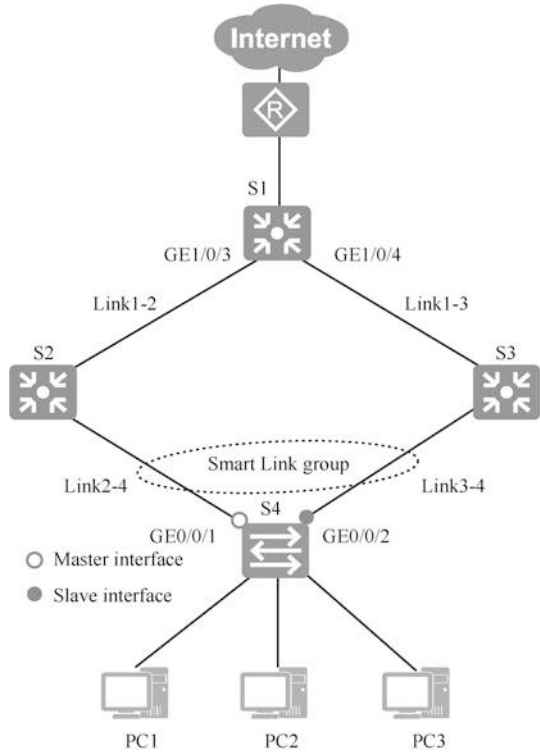 Internet
R
S1
GE1/0/3
GE1/0/4
Link1-2
Link1-3
S2
S3
Smart Link group
Link2-4
Link3-4
S4
GE0/0/1
GE0/0/2
Master interface
Slave interface
PC1
PC2
PC3